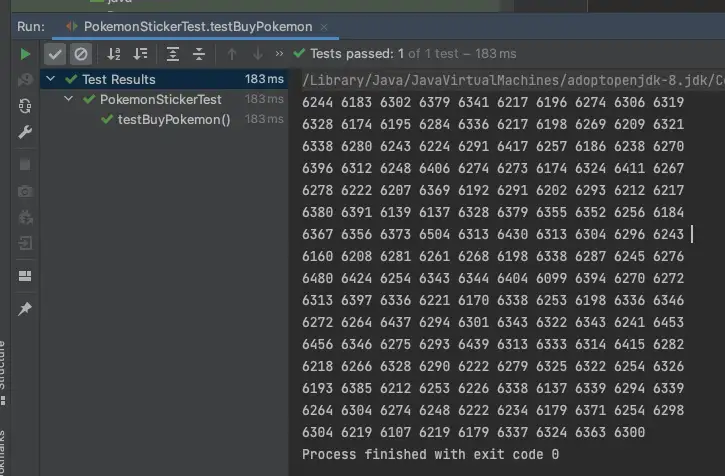 java
Run: PokemonStickerTest.testBuyPokemon ×
» Tests passed: 1 of 1 test – 183 ms
Test Results 183 ms
PokemonStickerTest 183 ms
testBuyPokemon() 183 ms
/Library/Java/JavaVirtualMachines/adoptopenjdk-8.jdk/C
6244 6183 6302 6379 6341 6217 6196 6274 6306 6319
6328 6174 6195 6284 6336 6217 6198 6269 6209 6321
6338 6280 6243 6224 6291 6417 6257 6186 6238 6270
6396 6312 6248 6406 6274 6273 6174 6324 6411 6267
6278 6222 6207 6369 6192 6291 6202 6293 6212 6217
6380 6391 6139 6137 6328 6379 6355 6352 6256 6184
6367 6356 6373 6504 6313 6430 6313 6304 6296 6243
6160 6208 6281 6261 6268 6198 6338 6287 6245 6276
6480 6424 6254 6343 6344 6404 6099 6394 6270 6272
6313 6397 6336 6221 6170 6338 6253 6198 6336 6346
6272 6264 6437 6294 6301 6343 6322 6343 6241 6453
6456 6346 6275 6293 6439 6313 6333 6314 6415 6282
6218 6266 6328 6290 6222 6279 6325 6322 6254 6326
6193 6385 6212 6253 6226 6338 6137 6339 6294 6339
6264 6304 6274 6248 6222 6234 6179 6371 6254 6298
6304 6219 6107 6219 6179 6337 6324 6363 6300
Process finished with exit code 0
Structure